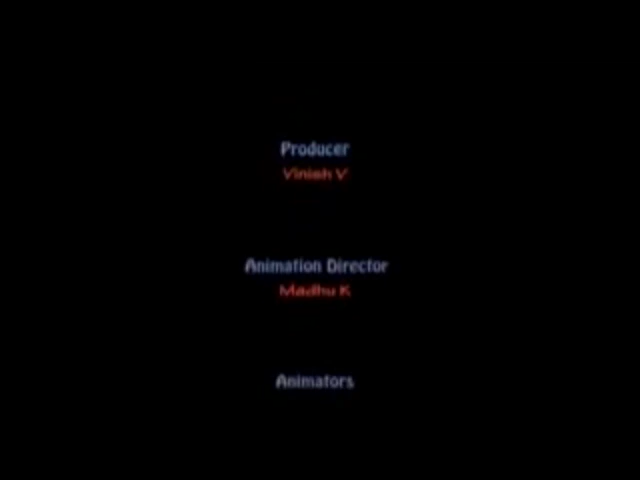 Producer
Vinish V
Animation Director
Madhu K
Animators